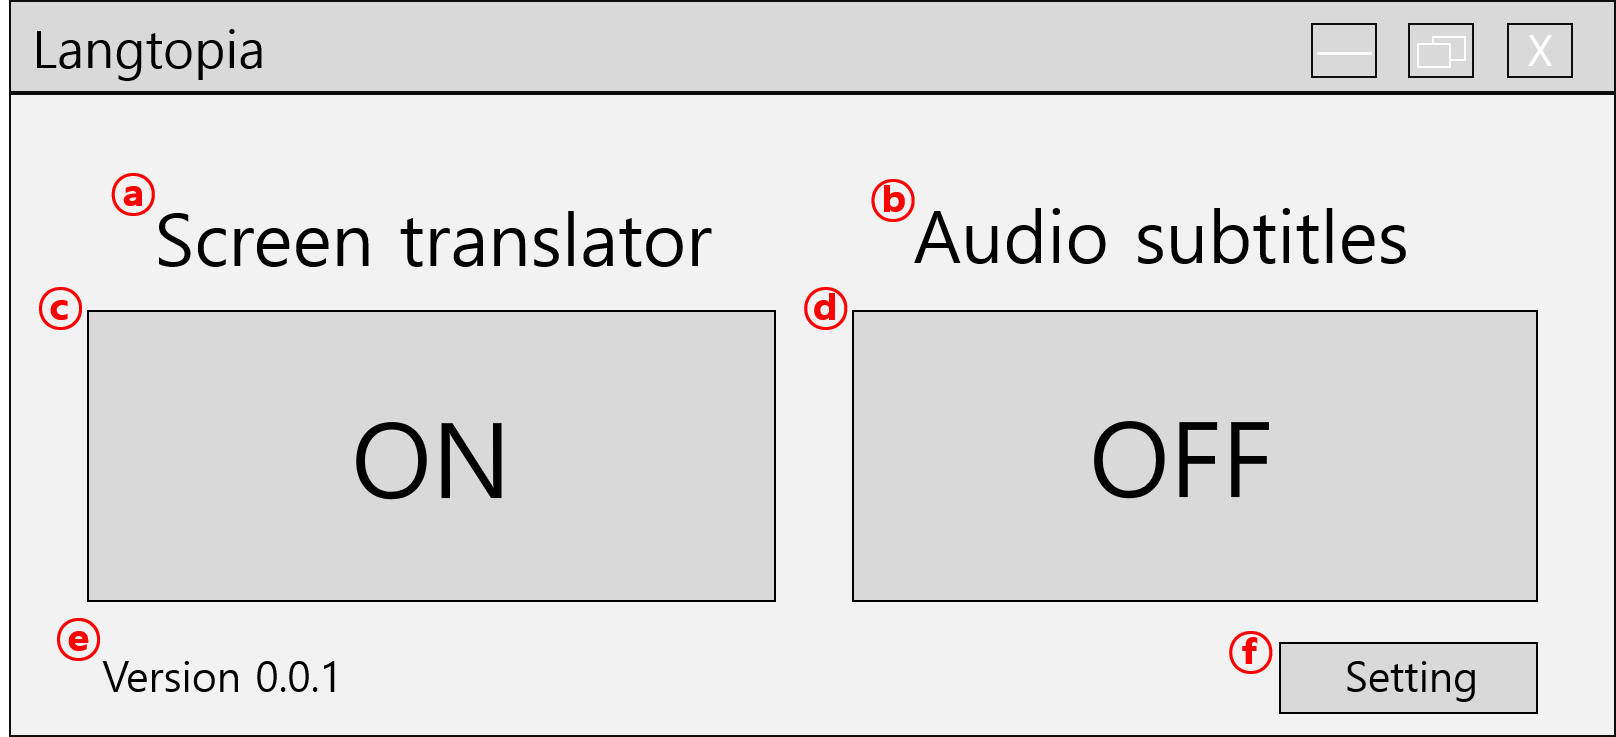 Langtopia
X
ⓐ Screen translator
ⓑ Audio subtitles
ⓒ ON
ⓓ OFF
ⓔ Version 0.0.1
ⓕ Setting